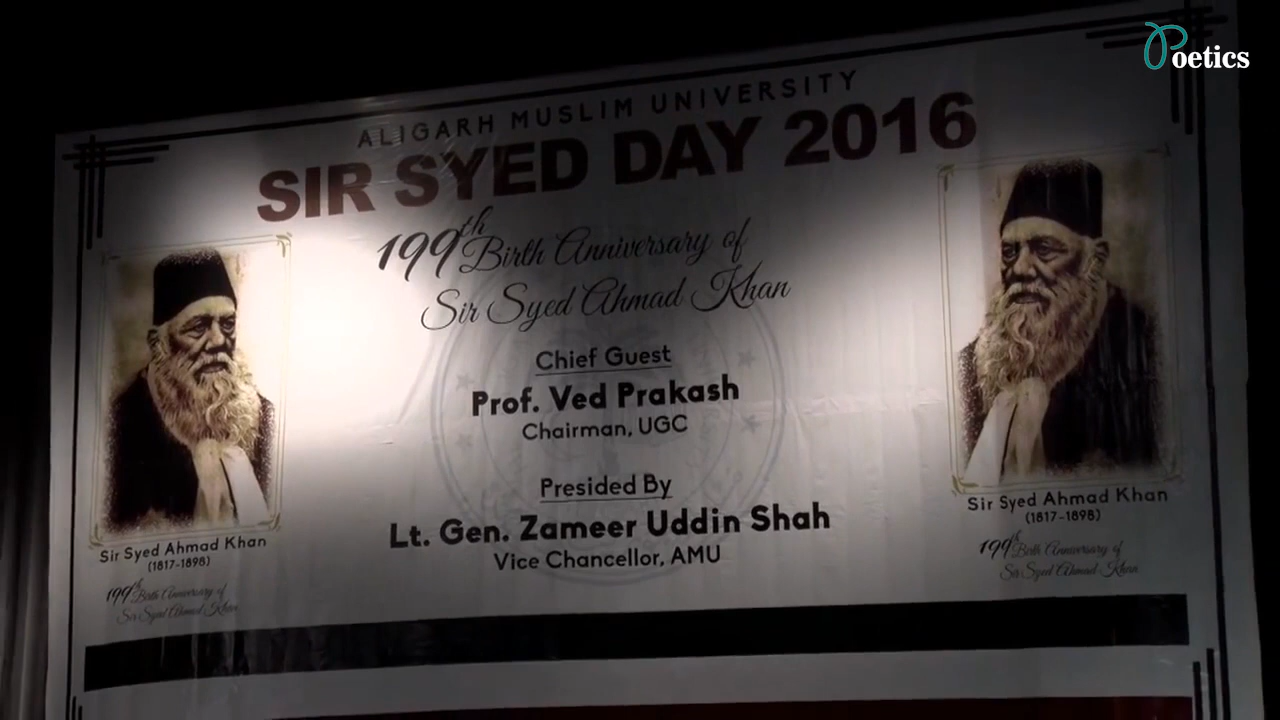 Poetics
ALIGARH MUSLIM UNIVERSITY
SIR SYED DAY 2016
199th Birth Anniversary of
Sir Syed Ahmad Khan
Chief Guest
Prof. Ved Prakash
Chairman, UGC
Presided By
Lt. Gen. Zameer Uddin Shah
Vice Chancellor, AMU
Sir Syed Ahmad Khan
(1817-1898)
199th Birth Anniversary of
Sir Syed Ahmad Khan
Sir Syed Ahmad Khan
(1817-1898)
199th Birth Anniversary of
Sir Syed Ahmad Khan